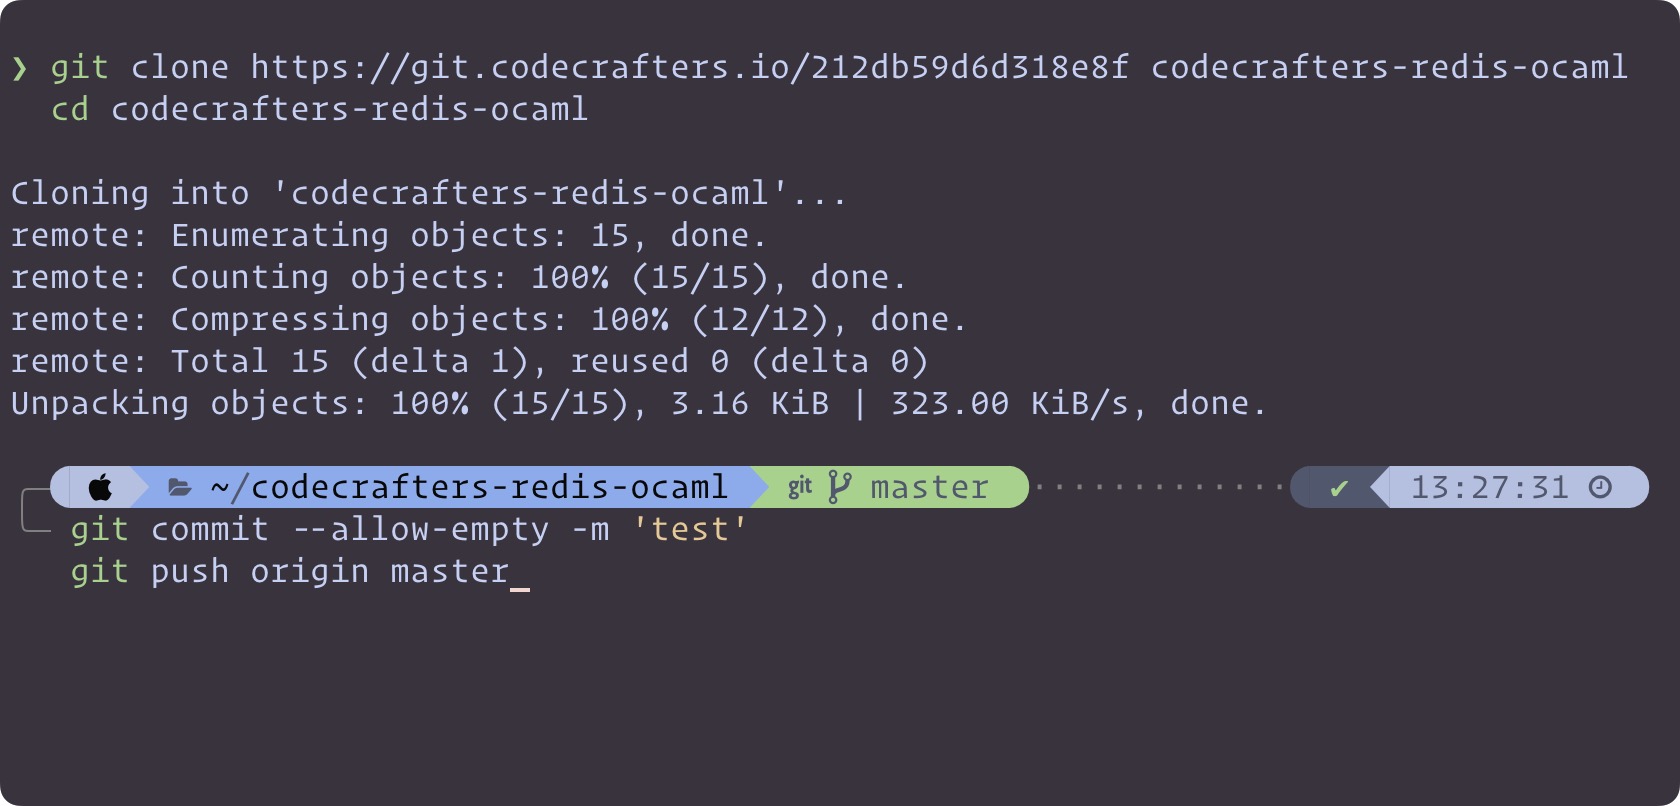 ❯ git clone https://git.codecrafters.io/212db59d6d318e8f codecrafters-redis-ocaml
cd codecrafters-redis-ocaml
Cloning into 'codecrafters-redis-ocaml'...
remote: Enumerating objects: 15, done.
remote: Counting objects: 100% (15/15), done.
remote: Compressing objects: 100% (12/12), done.
remote: Total 15 (delta 1), reused 0 (delta 0)
Unpacking objects: 100% (15/15), 3.16 KiB | 323.00 KiB/s, done.
~/codecrafters-redis-ocaml git master ✔ 13:27:31
git commit --allow-empty -m 'test'
git push origin master_